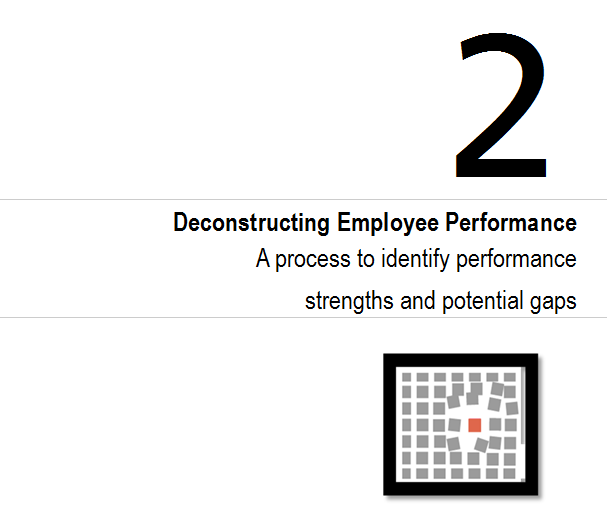 2
Deconstructing Employee Performance
A process to identify performance
strengths and potential gaps